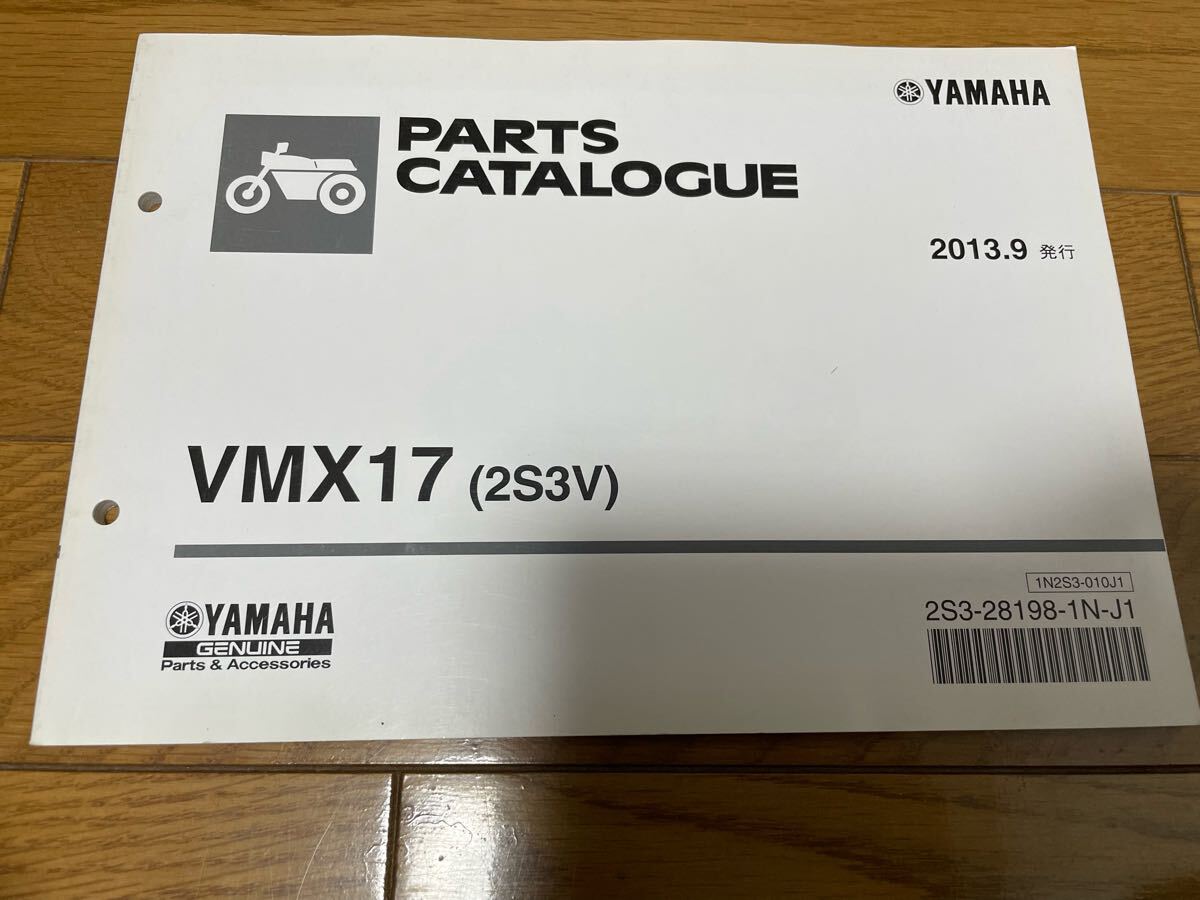 YAMAHA
PARTS
CATALOGUE
2013.9 発行
VMX17 (2S3V)
1N2S3-010J1
2S3-28198-1N-J1
YAMAHA
GENUINE
Parts & Accessories